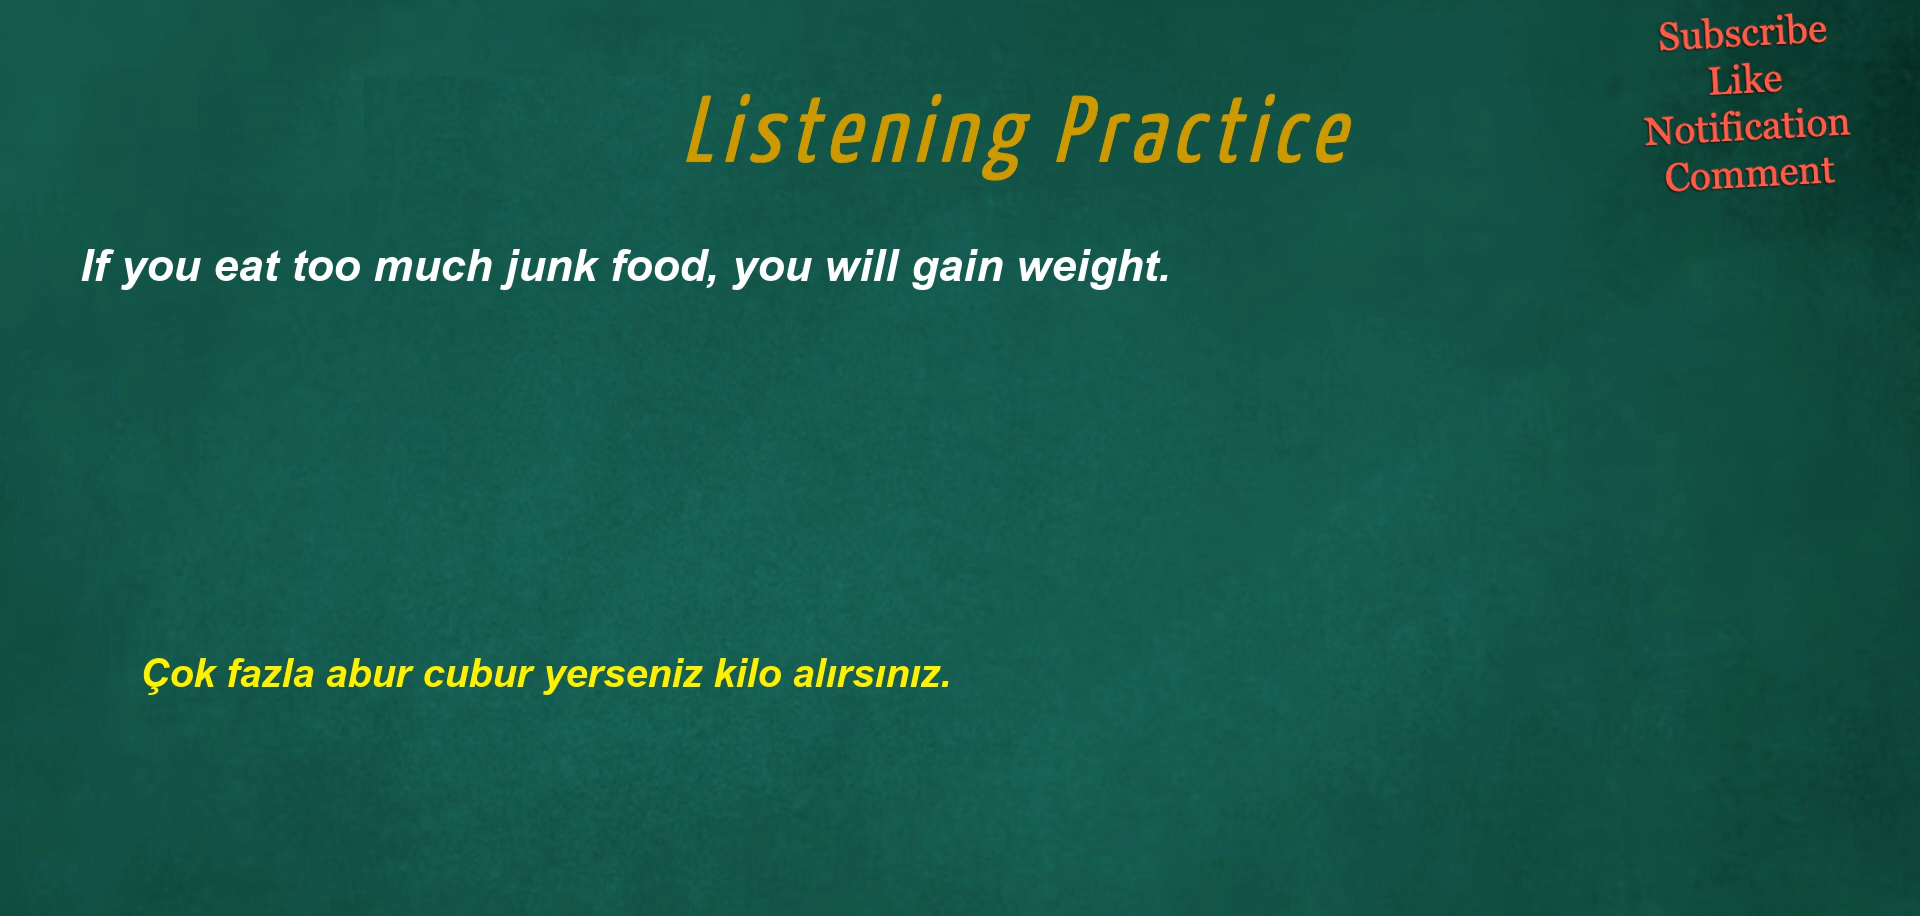 Subscribe
Like
Notification
Comment
Listening Practice
If you eat too much junk food, you will gain weight.
Çok fazla abur cubur yerseniz kilo alırsınız.